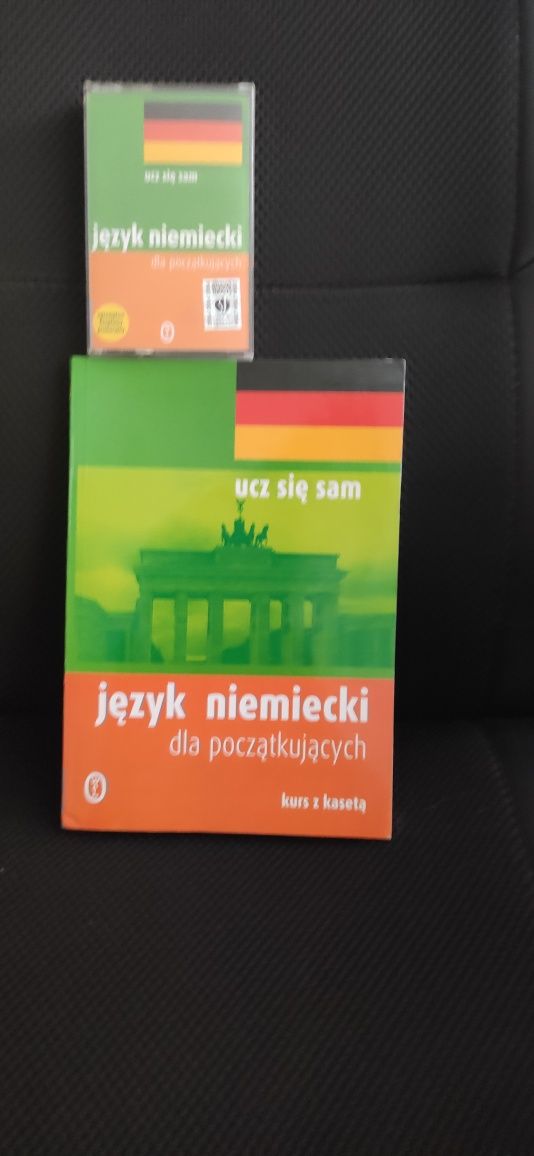 ucz się sam
język niemiecki
dla początkujących
ucz się sam
język niemiecki
dla początkujących
kurs z kasetą